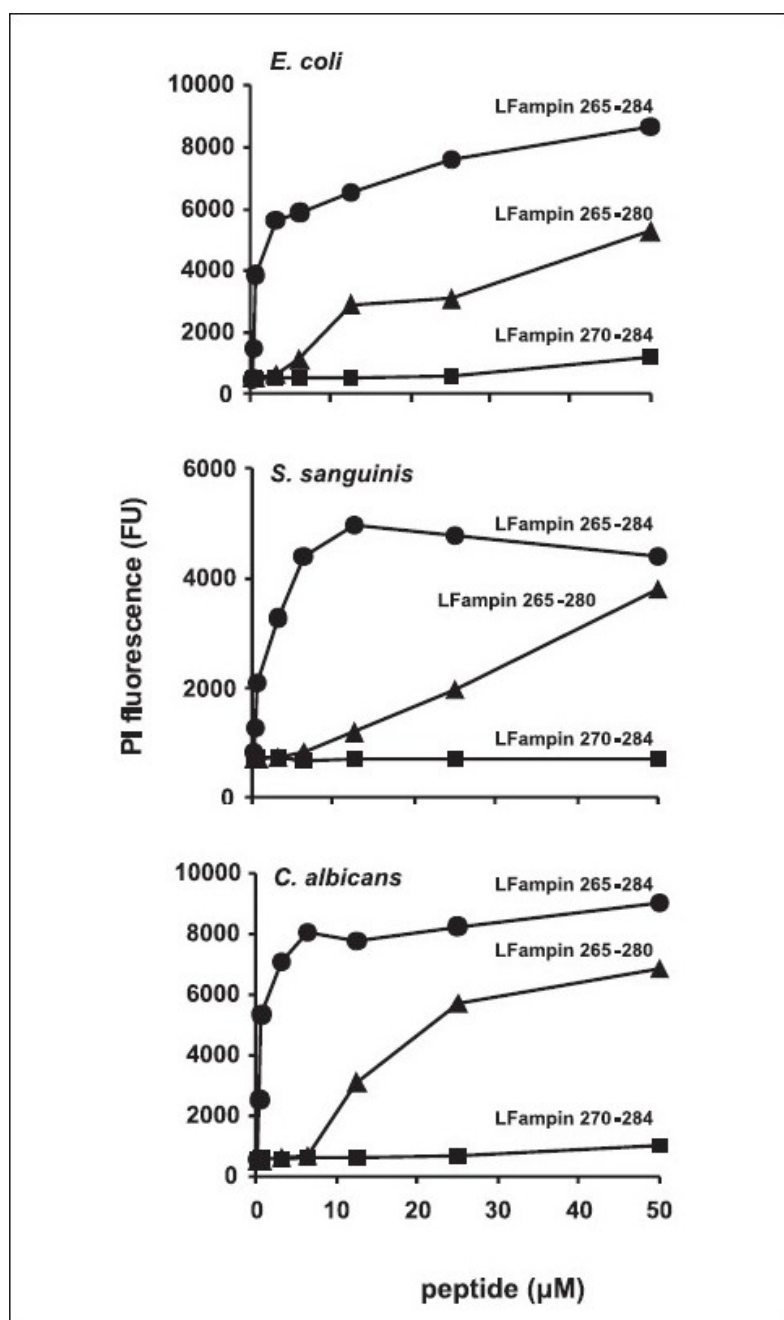 E. coli
10000
LFampin 265-284
8000
6000
LFampin 265-280
4000
2000
LFampin 270-284
0
6000
S. sanguinis
LFampin 265-284
4000
LFampin 265-280
2000
LFampin 270-284
0
PI fluorescence (FU)
10000
C. albicans
LFampin 265-284
8000
LFampin 265-280
6000
4000
2000
LFampin 270-284
0
0 10 20 30 40 50
peptide (µM)